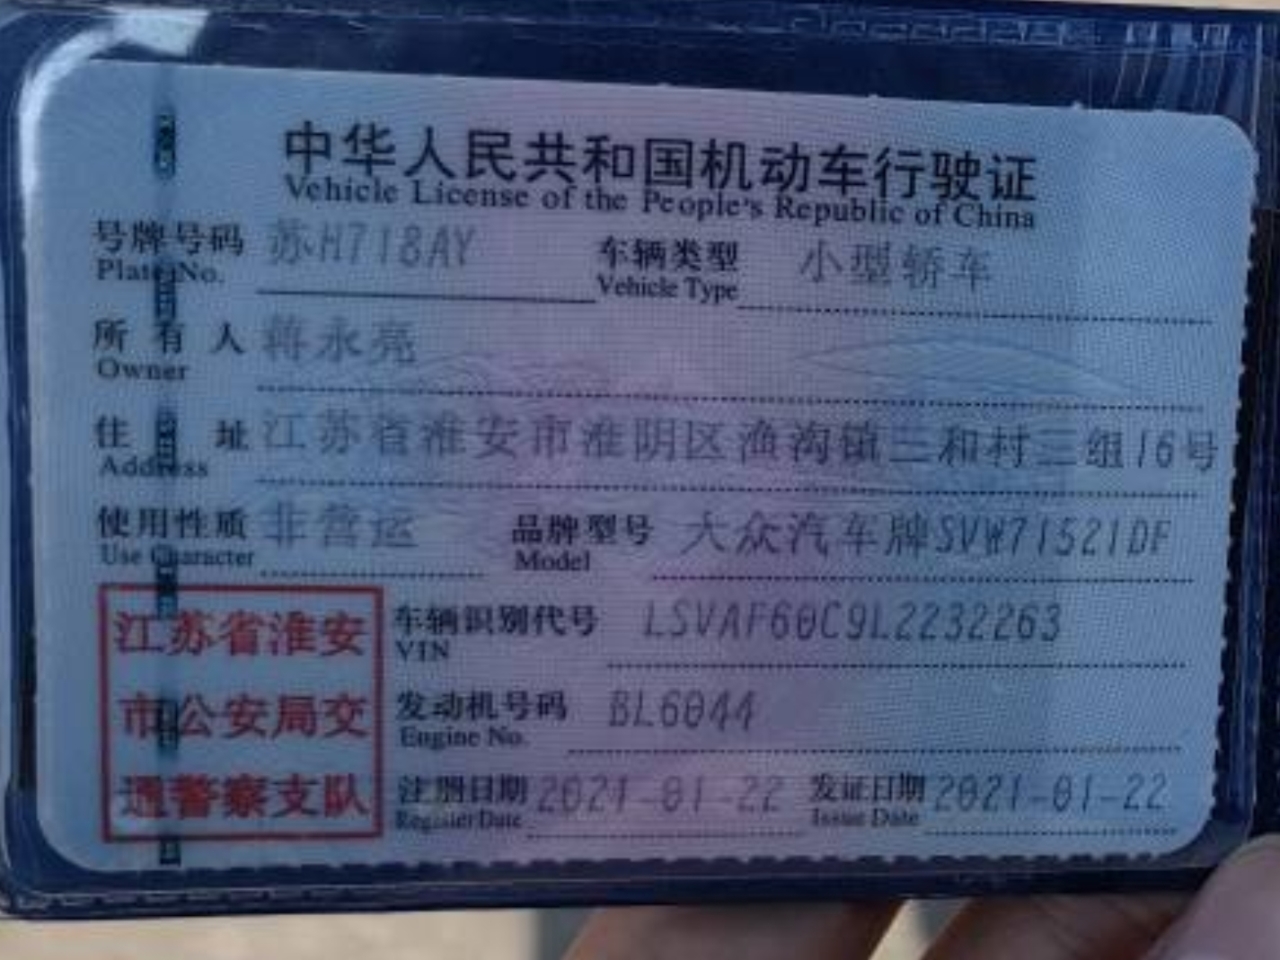 中华人民共和国机动车行驶证
Vehicle License of the People's Republic of China
号牌号码 苏H718AY 车辆类型 小型轿车
Plate No. Vehicle Type
所有人 蒋永亮
Owner
住址 江苏省淮安市淮阴区渔沟镇三和村三组16号
Address
使用性质 非营运 品牌型号 大众汽车牌SVW71521DF
Use Character Model
江苏省淮安 车辆识别代号 LSVAF60C9L2232263
VIN
市公安局交 发动机号码 BL6044
Engine No.
通警察支队 注册日期 2021-01-22 发证日期 2021-01-22
Register Date Issue Date